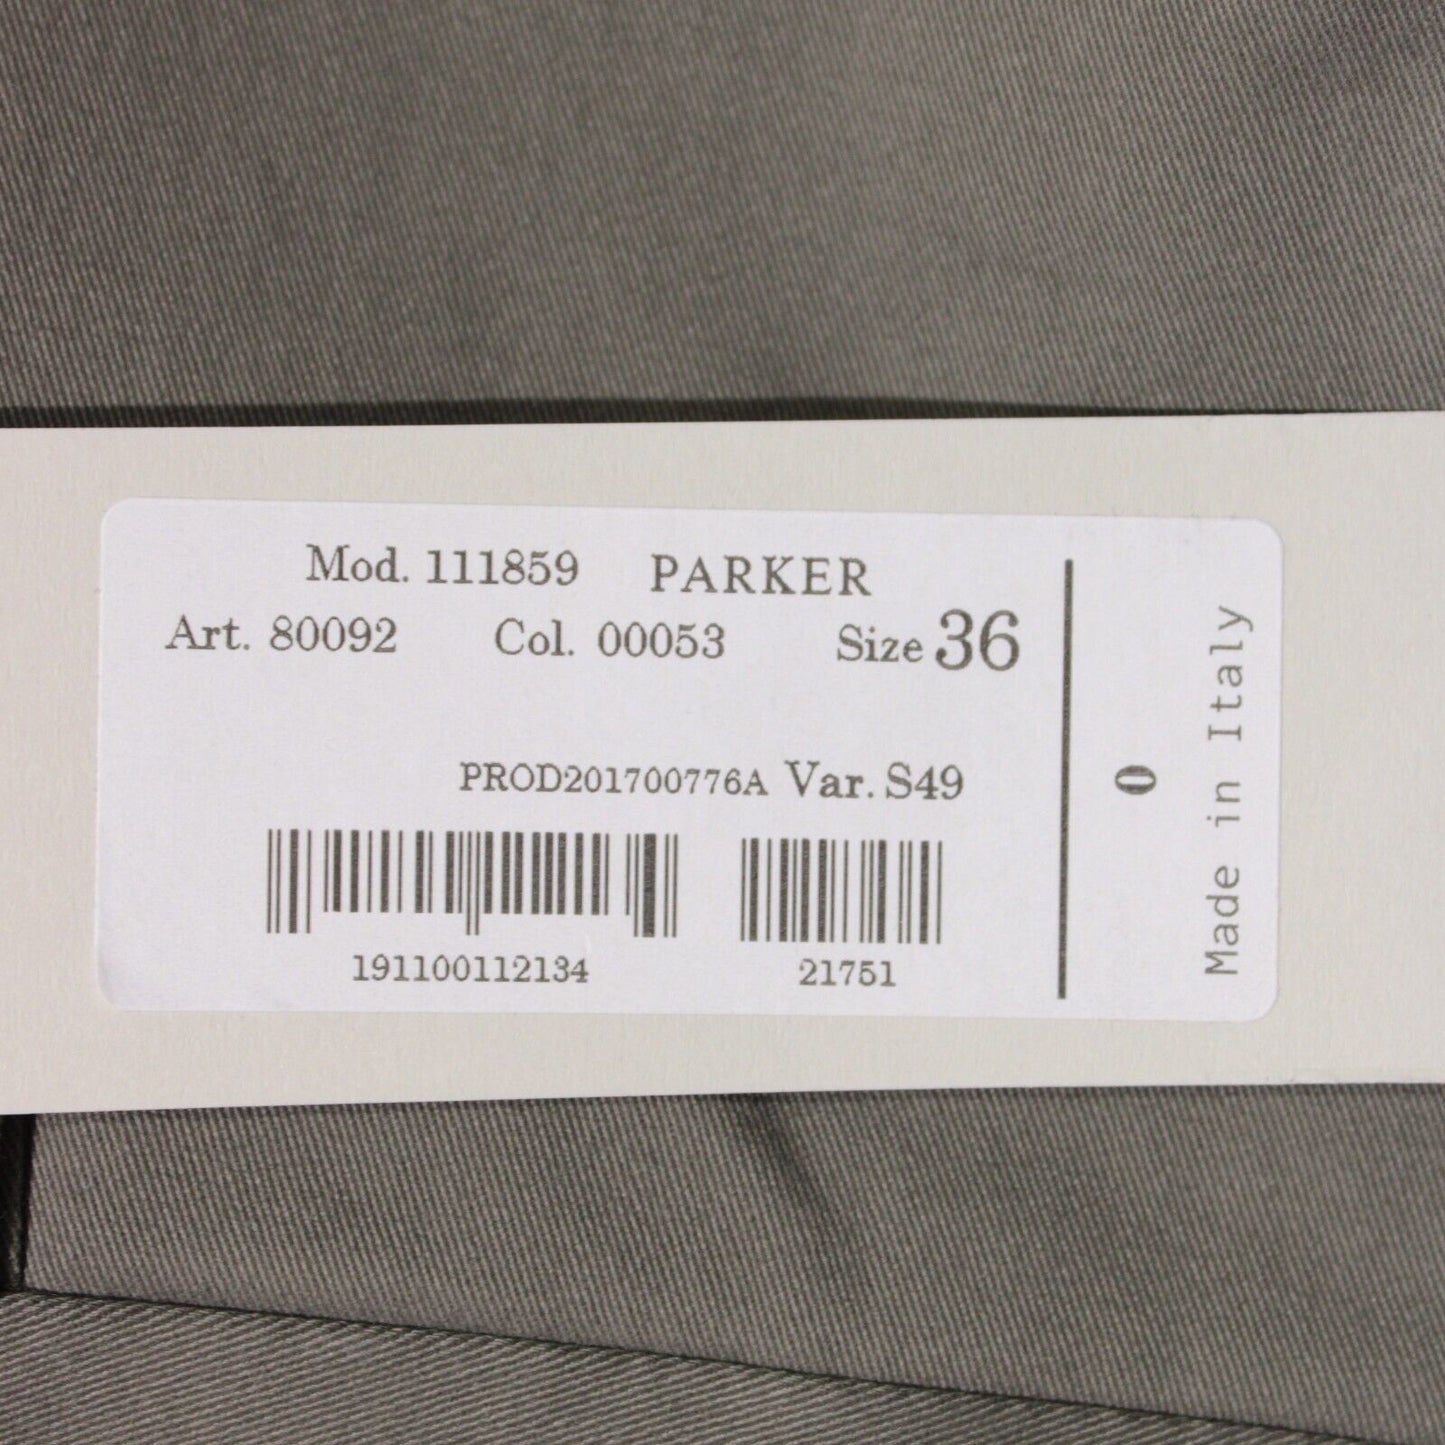 Mod. 111859 PARKER
Art. 80092 Col. 00053 Size 36
PROD201700776A Var. S49
191100112134 21751
0
Made in Italy